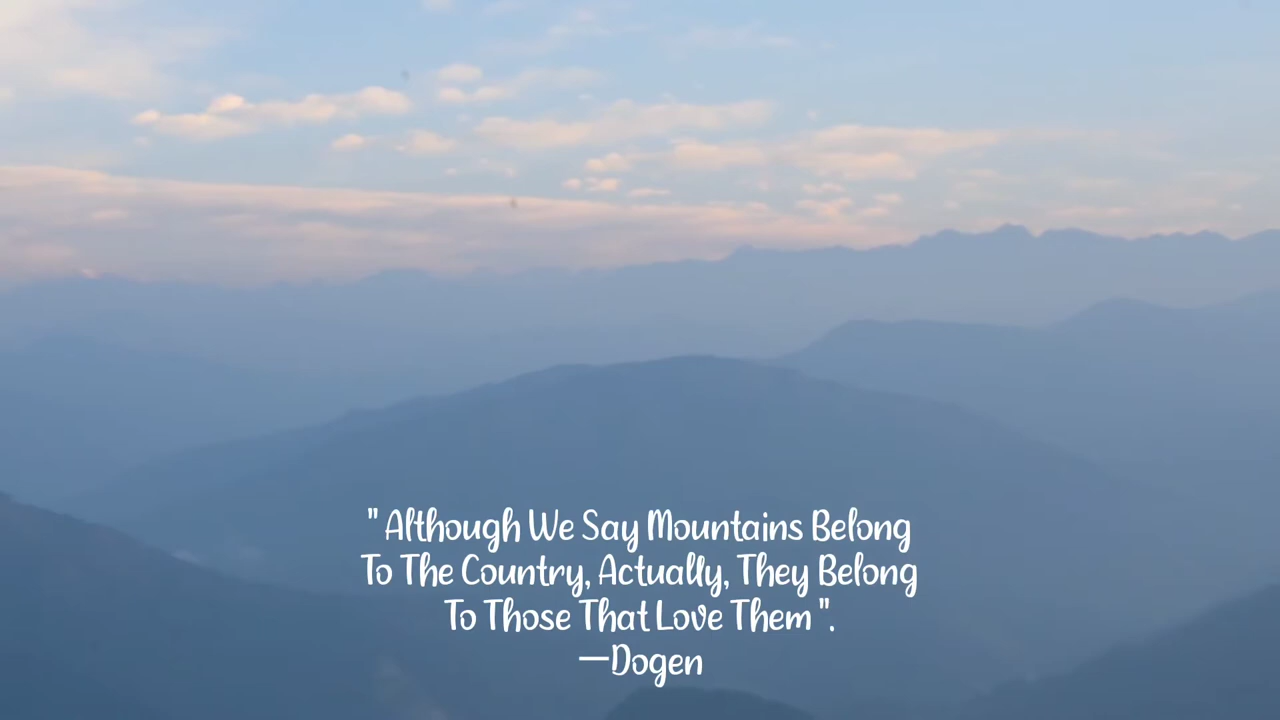 " Although We Say Mountains Belong
To The Country, Actually, They Belong
To Those That Love Them ".
—Dogen